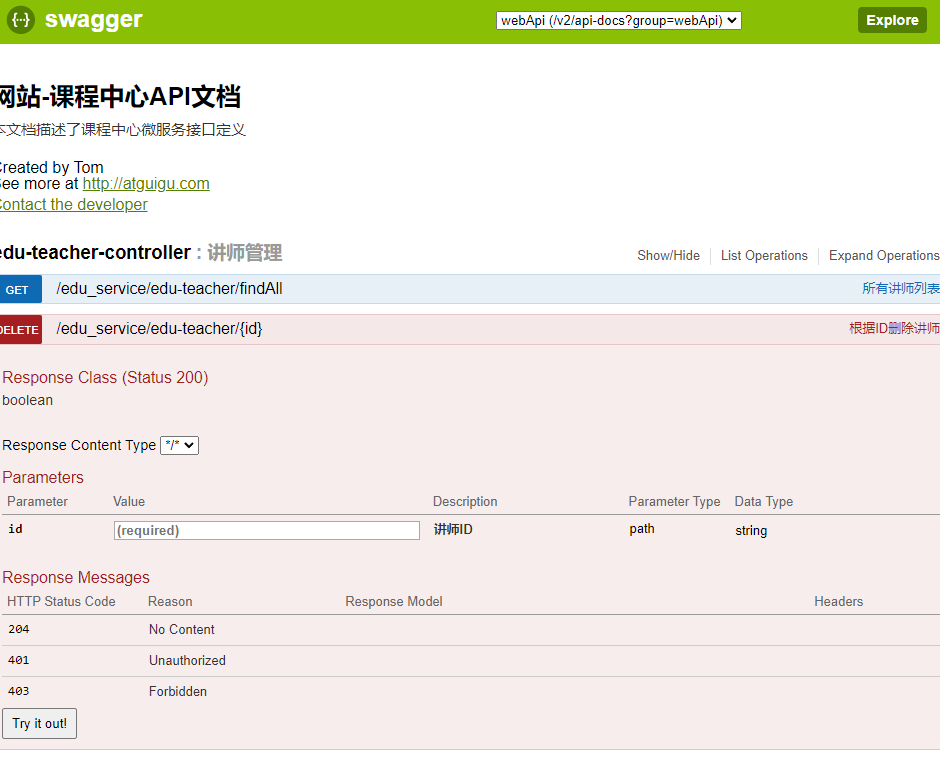 {··} swagger webApi (/v2/api-docs?group=webApi) Explore
网站-课程中心API文档
本文档描述了课程中心微服务接口定义
Created by Tom
See more at http://atguigu.com
Contact the developer
edu-teacher-controller : 讲师管理 Show/Hide List Operations Expand Operations
GET /edu_service/edu-teacher/findAll 所有讲师列表
DELETE /edu_service/edu-teacher/{id} 根据ID删除讲师
Response Class (Status 200)
boolean
Response Content Type */*
Parameters
Parameter Value Description Parameter Type Data Type
id (required) 讲师ID path string
Response Messages
HTTP Status Code Reason Response Model Headers
204 No Content
401 Unauthorized
403 Forbidden
Try it out!